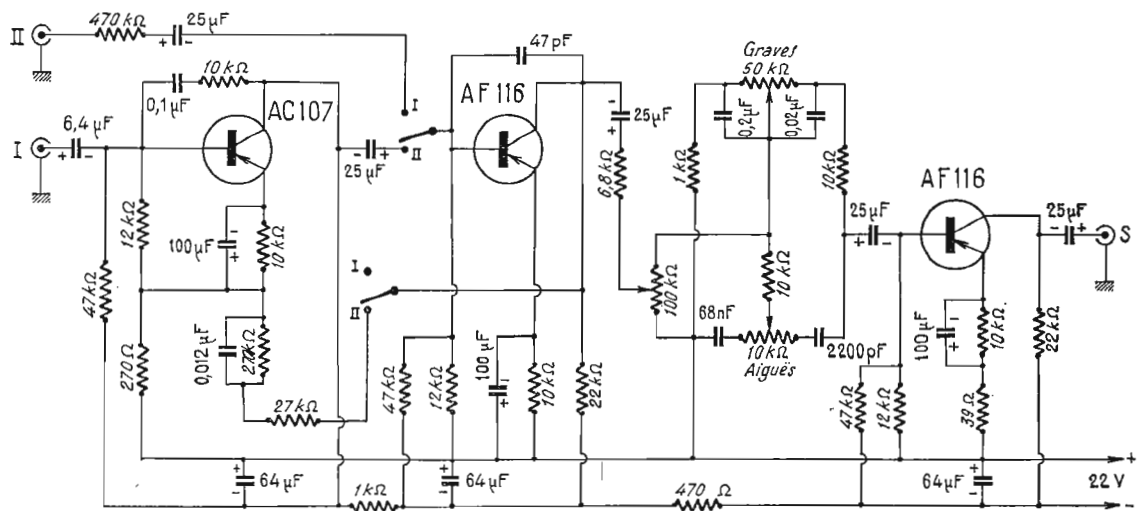 II
470 kΩ
25 µF
+ -
10 kΩ
0,1 µF
AC107
I
6,4 µF
+ -
12 kΩ
47 kΩ
100 µF
-
+
10 kΩ
270 Ω
0,012 µF
27 kΩ
64 µF
+
-
1 kΩ
I
II
25 µF
- +
I
II
47 pF
AF 116
47 kΩ
12 kΩ
100 µF
-
+
10 kΩ
22 kΩ
64 µF
+
-
25 µF
-
+
6,8 kΩ
100 kΩ
Graves
50 kΩ
0,2 µF
0,02 µF
1 kΩ
10 kΩ
10 kΩ
68 nF
10 kΩ
Aiguës
2200 pF
470 Ω
25 µF
+ -
AF 116
47 kΩ
12 kΩ
100 µF
-
+
10 kΩ
39 Ω
22 kΩ
25 µF
- +
S
64 µF
+
-
+
22 V
-